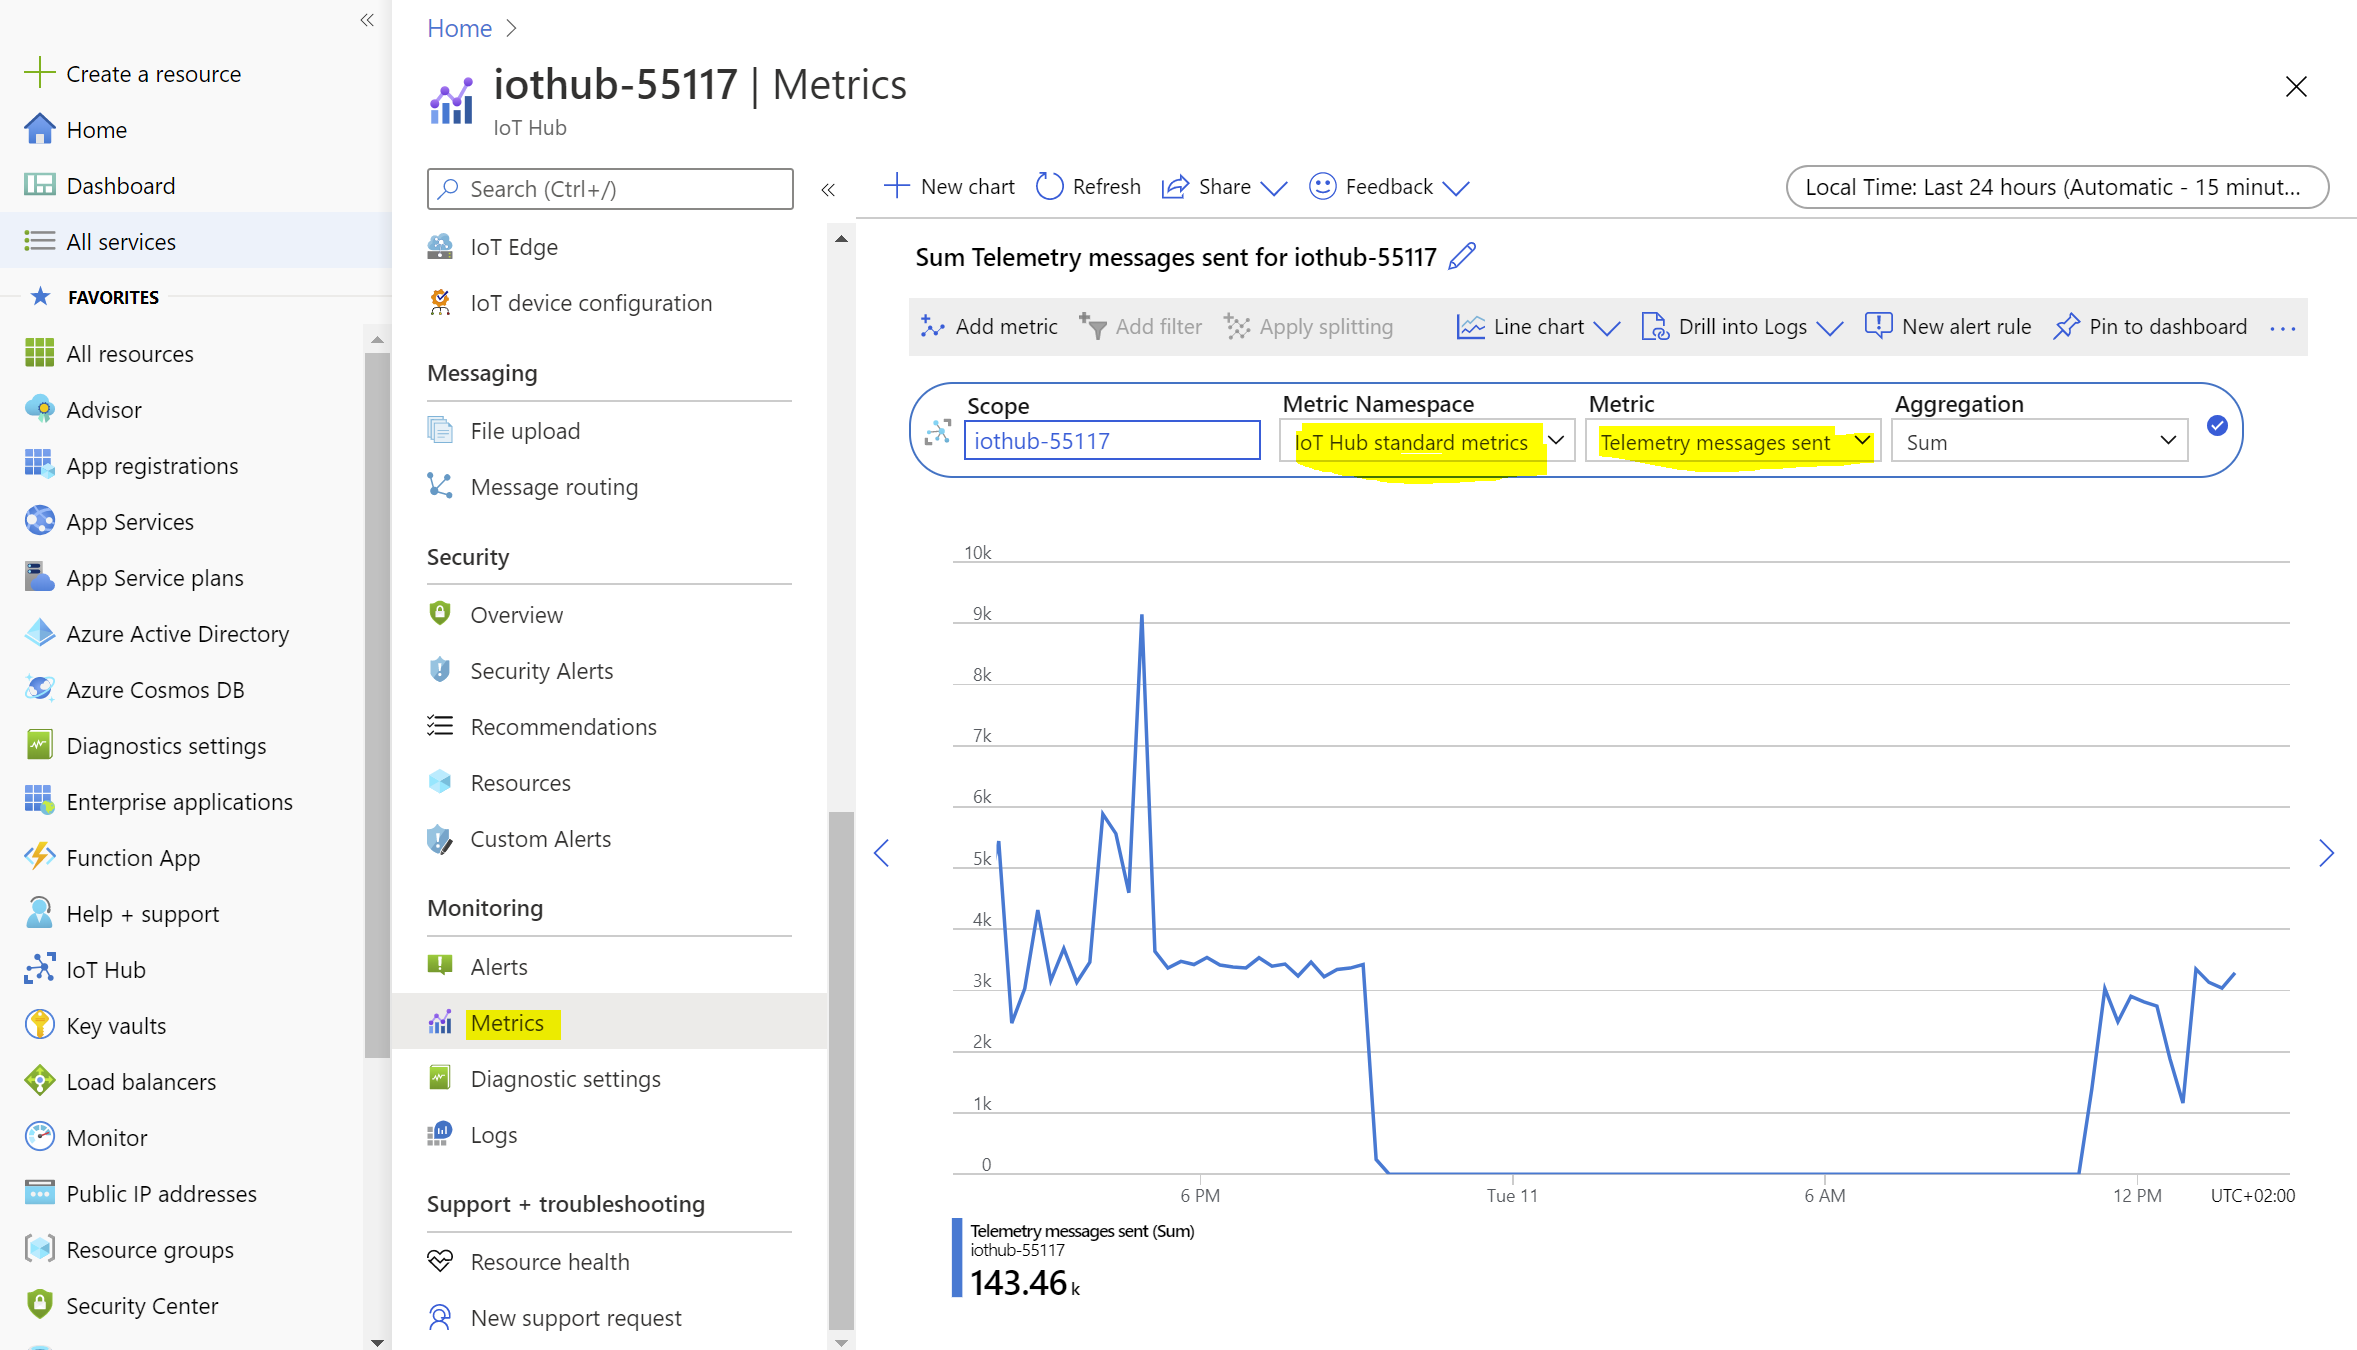 Create a resource
Home
Dashboard
All services
FAVORITES
All resources
Advisor
App registrations
App Services
App Service plans
Azure Active Directory
Azure Cosmos DB
Diagnostics settings
Enterprise applications
Function App
Help + support
IoT Hub
Key vaults
Load balancers
Monitor
Public IP addresses
Resource groups
Security Center
Home
iothub-55117 | Metrics
IoT Hub
Search (Ctrl+/)
IoT Edge
IoT device configuration
Messaging
File upload
Message routing
Security
Overview
Security Alerts
Recommendations
Resources
Custom Alerts
Monitoring
Alerts
Metrics
Diagnostic settings
Logs
Support + troubleshooting
Resource health
New support request
New chart Refresh Share Feedback
Local Time: Last 24 hours (Automatic - 15 minut...
Sum Telemetry messages sent for iothub-55117
Add metric Add filter Apply splitting Line chart Drill into Logs New alert rule Pin to dashboard ...
Scope Metric Namespace Metric Aggregation
iothub-55117 IoT Hub standard metrics Telemetry messages sent Sum
10k
9k
8k
7k
6k
5k
4k
3k
2k
1k
0
6 PM Tue 11 6 AM 12 PM UTC+02:00
Telemetry messages sent (Sum)
iothub-55117
143.46 k